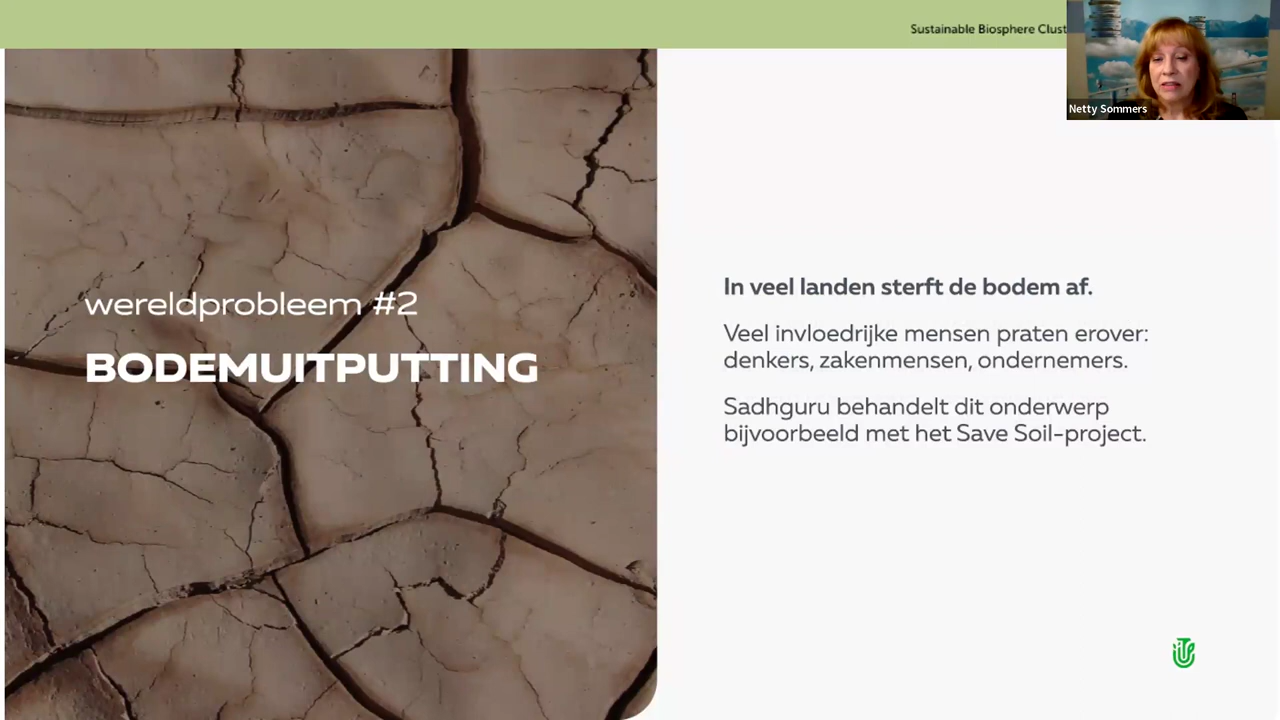 Sustainable Biosphere Clust
Netty Sommers
wereldprobleem #2
BODEMUITPUTTING
In veel landen sterft de bodem af.
Veel invloedrijke mensen praten erover:
denkers, zakenmensen, ondernemers.
Sadhguru behandelt dit onderwerp
bijvoorbeeld met het Save Soil-project.